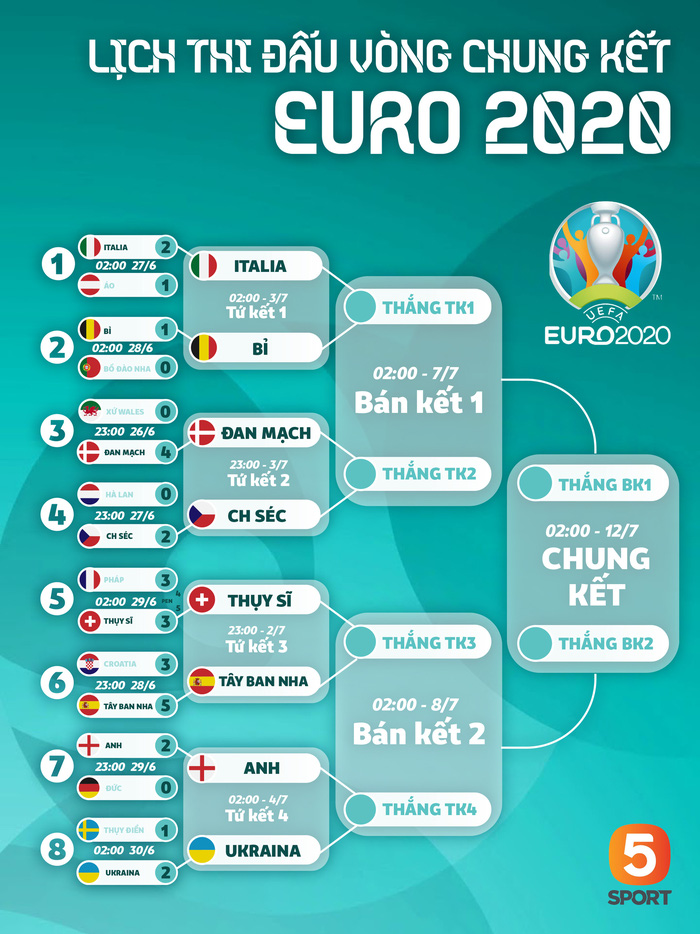 LỊCH THI ĐẤU VÒNG CHUNG KẾT
EURO 2020
1
ITALIA 2
02:00 27/6
ÁO 1
2
BỈ 1
02:00 28/6
BỒ ĐÀO NHA 0
3
XỨ WALES 0
23:00 26/6
ĐAN MẠCH 4
4
HÀ LAN 0
23:00 27/6
CH SÉC 2
5
PHÁP 3
02:00 29/6 PEN 4 5
THỤY SĨ 3
6
CROATIA 3
23:00 28/6
TÂY BAN NHA 5
7
ANH 2
23:00 29/6
ĐỨC 0
8
THỤY ĐIỂN 1
02:00 30/6
UKRAINA 2
ITALIA
02:00 - 3/7
Tứ kết 1
BỈ
ĐAN MẠCH
23:00 - 3/7
Tứ kết 2
CH SÉC
THỤY SĨ
23:00 - 2/7
Tứ kết 3
TÂY BAN NHA
ANH
02:00 - 4/7
Tứ kết 4
UKRAINA
THẮNG TK1
02:00 - 7/7
Bán kết 1
THẮNG TK2
THẮNG TK3
02:00 - 8/7
Bán kết 2
THẮNG TK4
THẮNG BK1
02:00 - 12/7
CHUNG
KẾT
THẮNG BK2
TM
UEFA
EURO2020
5
SPORT